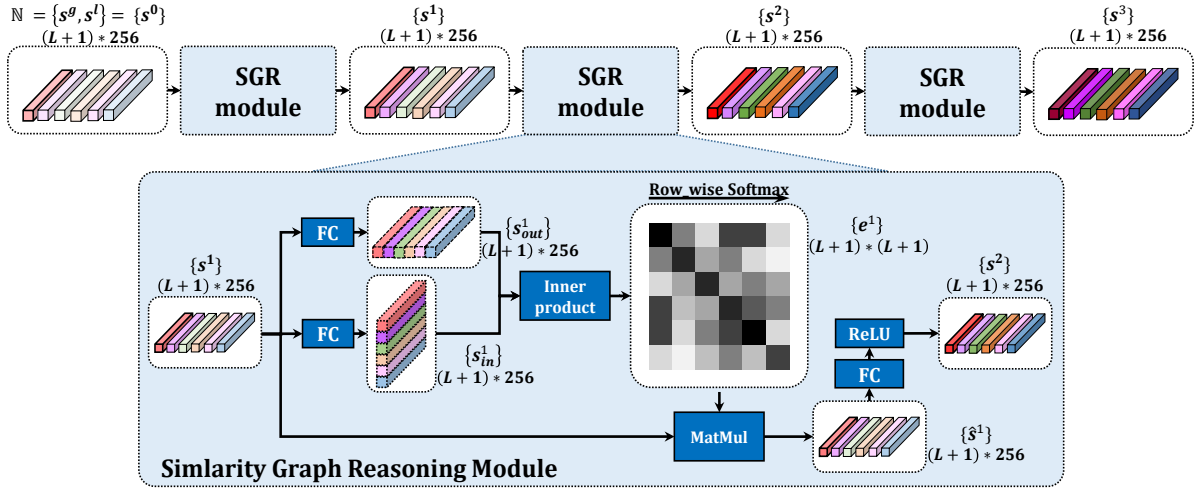 ℕ = {s^g, s^l} = {s^0}
(L + 1) * 256
SGR
module
{s^1}
(L + 1) * 256
SGR
module
{s^2}
(L + 1) * 256
SGR
module
{s^3}
(L + 1) * 256
{s^1}
(L + 1) * 256
FC
{s^1_out}
(L + 1) * 256
FC
{s^1_in}
(L + 1) * 256
Inner
product
Row_wise Softmax
{e^1}
(L + 1) * (L + 1)
MatMul
{ŝ^1}
(L + 1) * 256
FC
ReLU
{s^2}
(L + 1) * 256
Simlarity Graph Reasoning Module